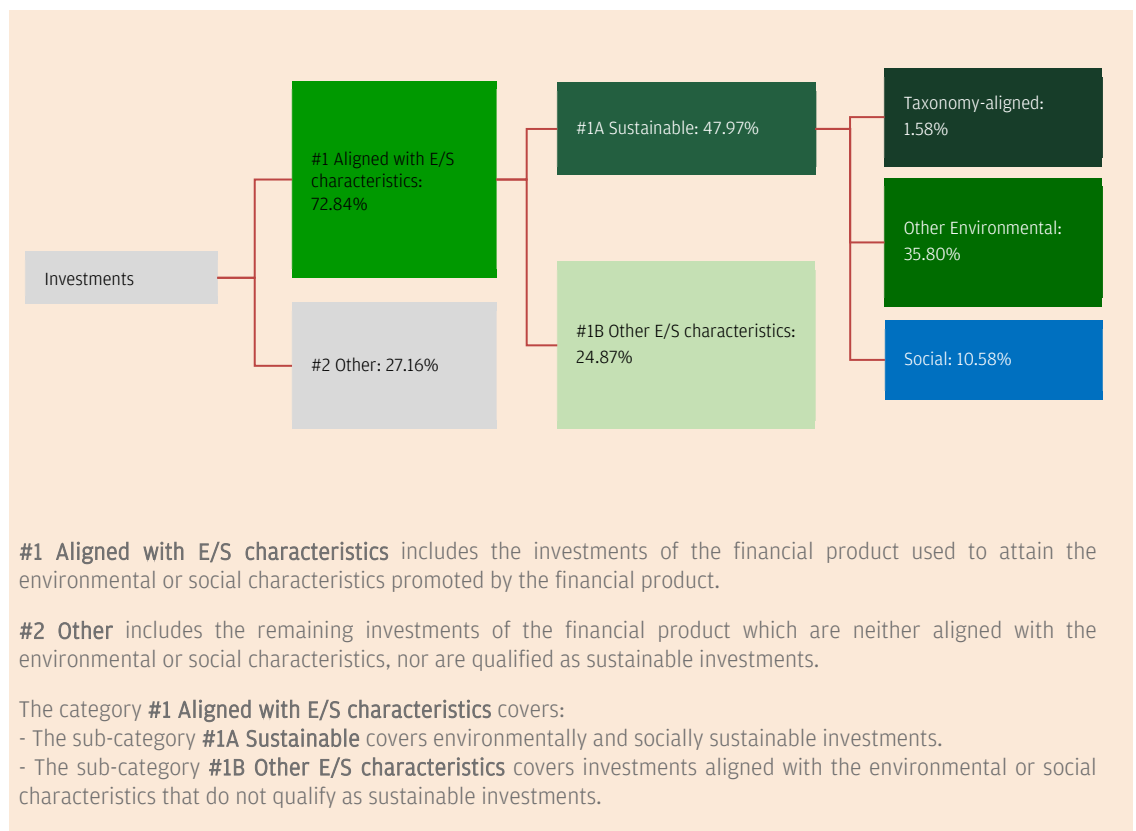 Investments
#1 Aligned with E/S
characteristics:
72.84%
#2 Other: 27.16%
#1A Sustainable: 47.97%
#1B Other E/S characteristics:
24.87%
Taxonomy-aligned:
1.58%
Other Environmental:
35.80%
Social: 10.58%
#1 Aligned with E/S characteristics includes the investments of the financial product used to attain the
environmental or social characteristics promoted by the financial product.
#2 Other includes the remaining investments of the financial product which are neither aligned with the
environmental or social characteristics, nor are qualified as sustainable investments.
The category #1 Aligned with E/S characteristics covers:
- The sub-category #1A Sustainable covers environmentally and socially sustainable investments.
- The sub-category #1B Other E/S characteristics covers investments aligned with the environmental or social
characteristics that do not qualify as sustainable investments.